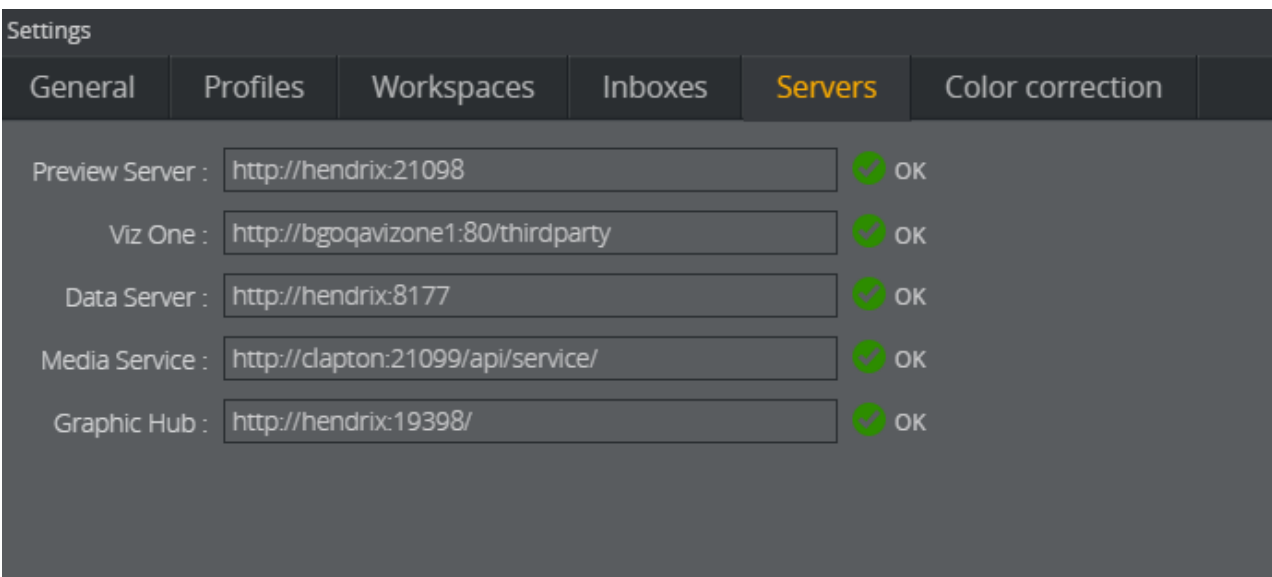 Settings
General Profiles Workspaces Inboxes Servers Color correction
Preview Server : http://hendrix:21098 OK
Viz One : http://bgoqavizone1:80/thirdparty OK
Data Server : http://hendrix:8177 OK
Media Service : http://clapton:21099/api/service/ OK
Graphic Hub : http://hendrix:19398/ OK